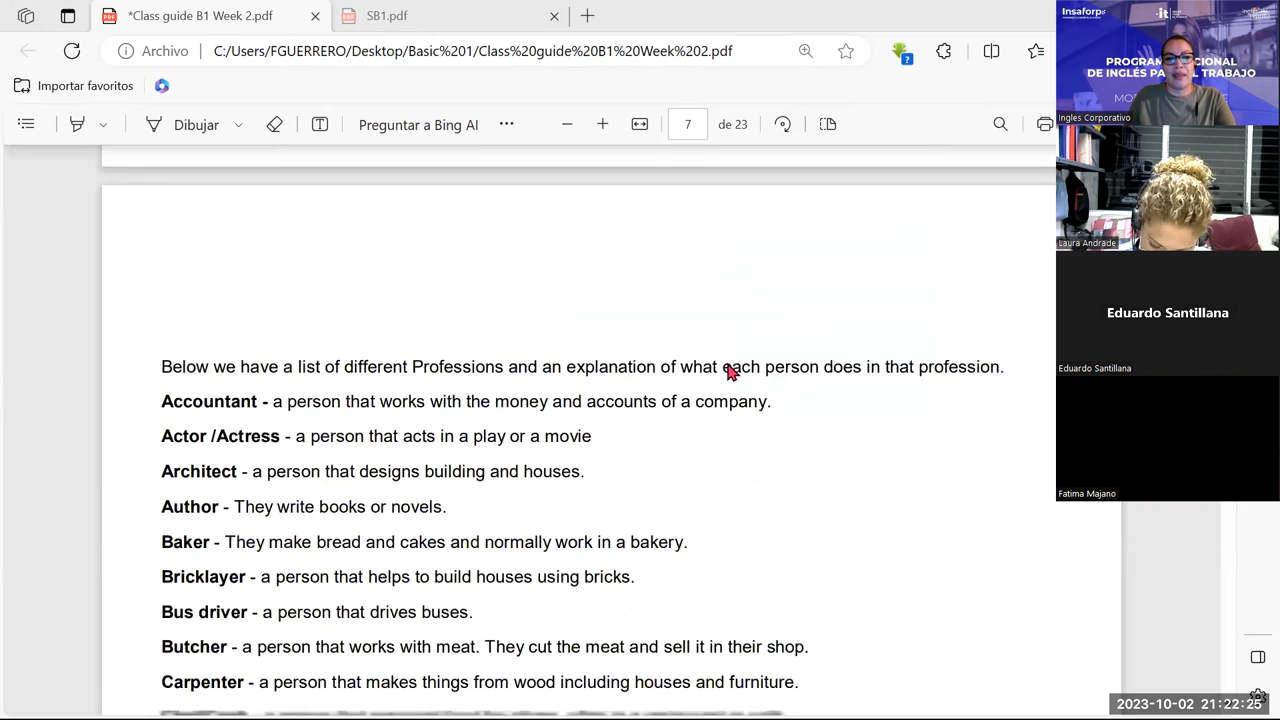 *Class guide B1 Week 2.pdf
SB1.pdf
Archivo
C:/Users/FGUERRERO/Desktop/Basic%201/Class%20guide%20B1%20Week%202.pdf
Importar favoritos
Dibujar
Preguntar a Bing AI
7
de 23
Below we have a list of different Professions and an explanation of what each person does in that profession.
Accountant - a person that works with the money and accounts of a company.
Actor /Actress - a person that acts in a play or a movie
Architect - a person that designs building and houses.
Author - They write books or novels.
Baker - They make bread and cakes and normally work in a bakery.
Bricklayer - a person that helps to build houses using bricks.
Bus driver - a person that drives buses.
Butcher - a person that works with meat. They cut the meat and sell it in their shop.
Carpenter - a person that makes things from wood including houses and furniture.
Insaforp
it
Ingles Corporativo
Laura Andrade
Eduardo Santillana
Eduardo Santillana
Fatima Majano
2023-10-02 21:22:25